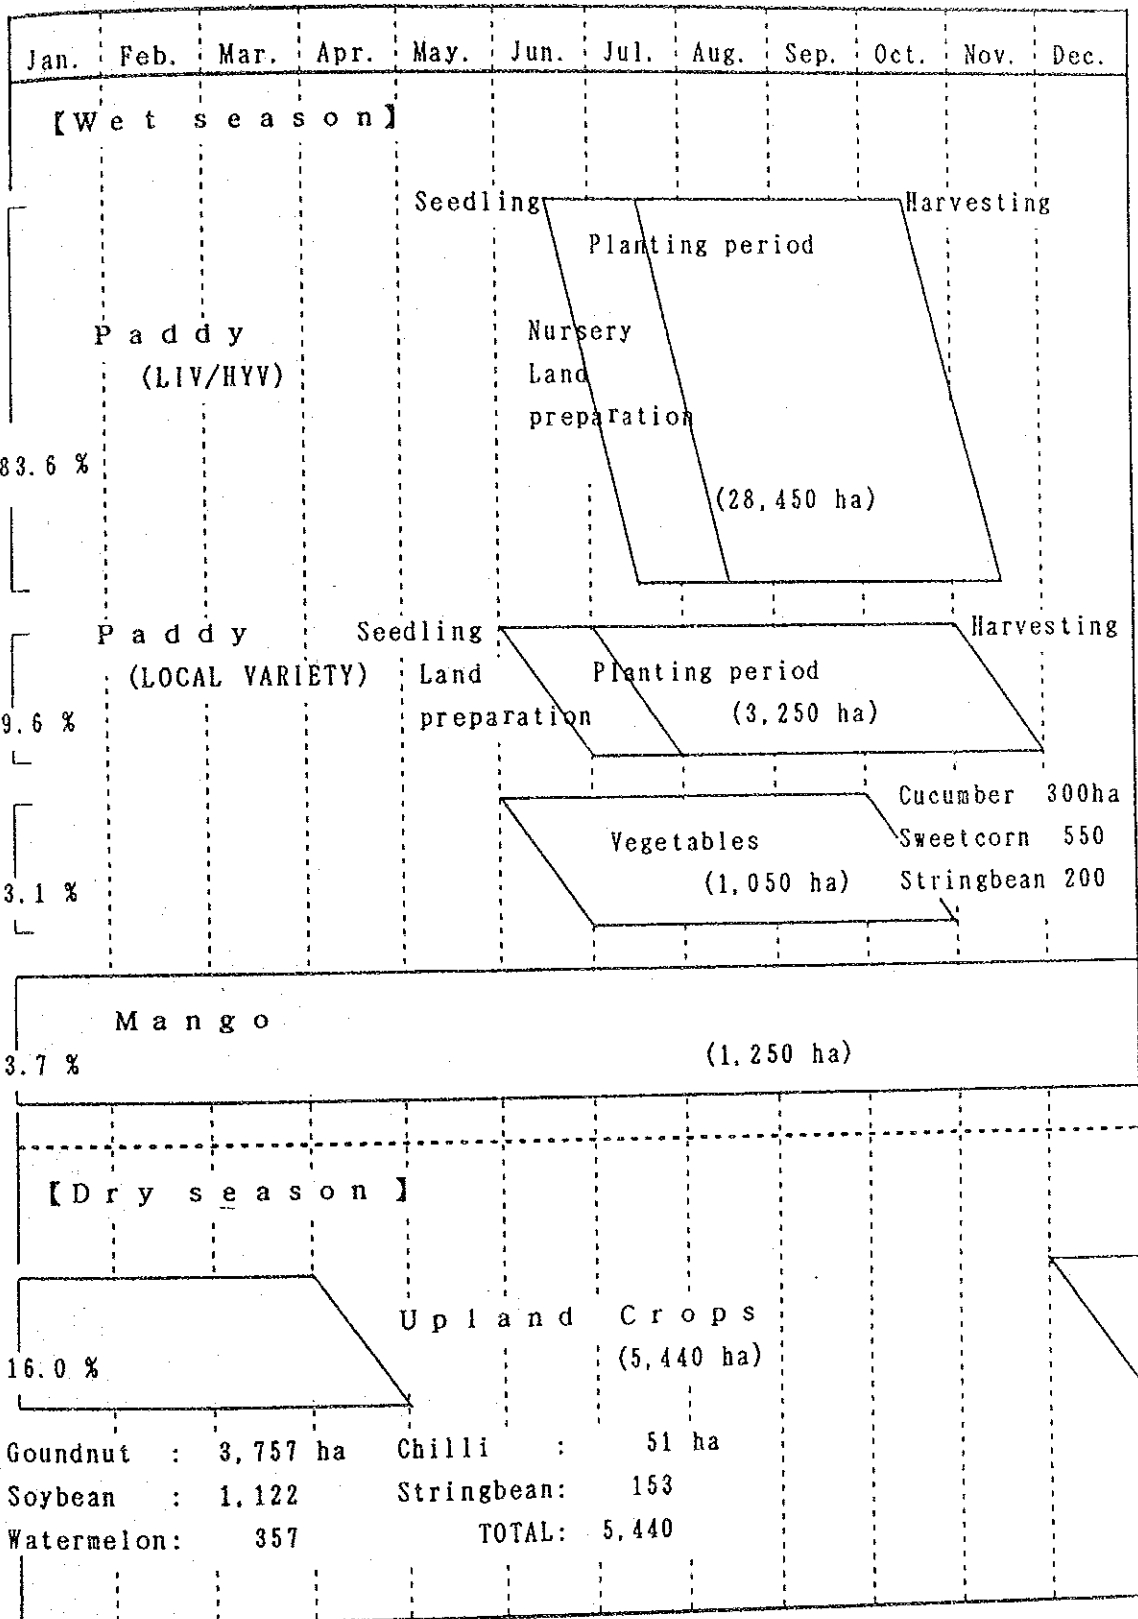 Jan. Feb. Mar. Apr. May. Jun. Jul. Aug. Sep. Oct. Nov. Dec.
【Wet season】
Seedling Harvesting
Planting period
Paddy Nursery
(LIV/HYV) Land
preparation
83.6 %
(28,450 ha)
Paddy Seedling Harvesting
(LOCAL VARIETY) Land Planting period
9.6 % preparation (3,250 ha)
Cucumber 300ha
Vegetables Sweetcorn 550
3.1 % (1,050 ha) Stringbean 200
Mango
3.7 % (1,250 ha)
【Dry season】
Upland Crops
16.0 % (5,440 ha)
Goundnut : 3,757 ha Chilli : 51 ha
Soybean : 1,122 Stringbean: 153
Watermelon: 357 TOTAL: 5,440